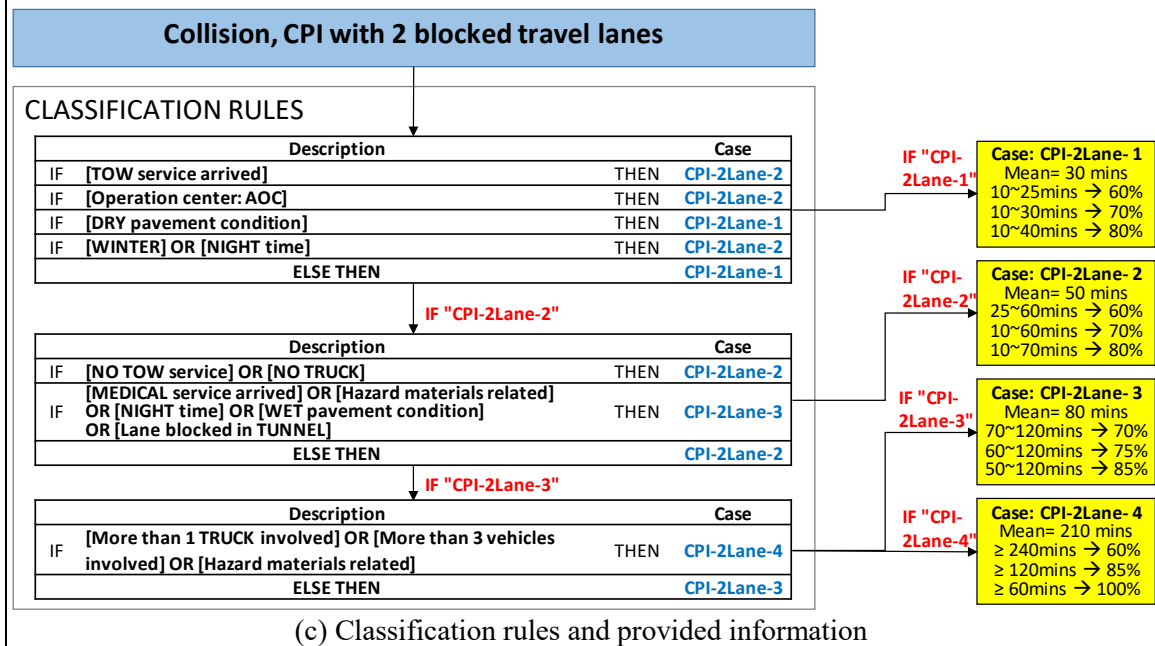 Collision, CPI with 2 blocked travel lanes
CLASSIFICATION RULES
Description Case
IF [TOW service arrived] THEN CPI-2Lane-2
IF [Operation center: AOC] THEN CPI-2Lane-2
IF [DRY pavement condition] THEN CPI-2Lane-1
IF [WINTER] OR [NIGHT time] THEN CPI-2Lane-2
ELSE THEN CPI-2Lane-1
IF "CPI-2Lane-2"
Description Case
IF [NO TOW service] OR [NO TRUCK] THEN CPI-2Lane-2
[MEDICAL service arrived] OR [Hazard materials related]
IF OR [NIGHT time] OR [WET pavement condition] THEN CPI-2Lane-3
OR [Lane blocked in TUNNEL]
ELSE THEN CPI-2Lane-2
IF "CPI-2Lane-3"
Description Case
[More than 1 TRUCK involved] OR [More than 3 vehicles
IF THEN CPI-2Lane-4
involved] OR [Hazard materials related]
ELSE THEN CPI-2Lane-3
IF "CPI-
2Lane-1"
Case: CPI-2Lane- 1
Mean= 30 mins
10~25mins → 60%
10~30mins → 70%
10~40mins → 80%
IF "CPI-
2Lane-2"
Case: CPI-2Lane- 2
Mean= 50 mins
25~60mins → 60%
10~60mins → 70%
10~70mins → 80%
IF "CPI-
2Lane-3"
Case: CPI-2Lane- 3
Mean= 80 mins
70~120mins → 70%
60~120mins → 75%
50~120mins → 85%
IF "CPI-
2Lane-4"
Case: CPI-2Lane- 4
Mean= 210 mins
≥ 240mins → 60%
≥ 120mins → 85%
≥ 60mins → 100%
(c) Classification rules and provided information